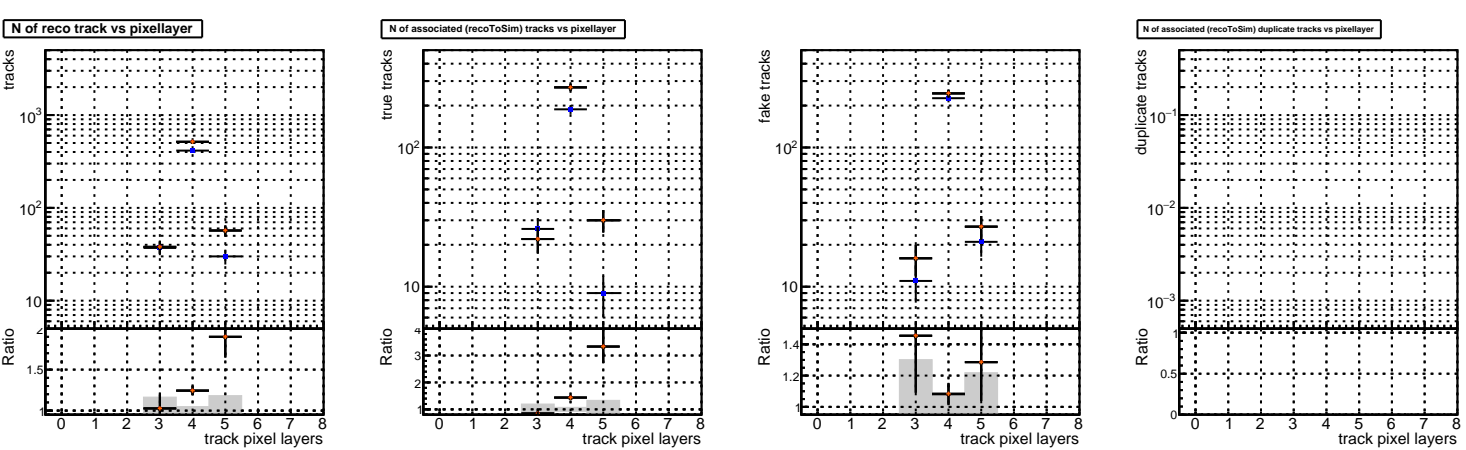 N of reco track vs pixellayer
tracks
10³
10²
10
Ratio
2
1.5
1
0 1 2 3 4 5 6 7 8
track pixel layers
N of associated (recoToSim) tracks vs pixellayer
true tracks
10²
10
Ratio
4
3
2
1
0 1 2 3 4 5 6 7 8
track pixel layers
fake tracks
10²
10
Ratio
1.4
1.2
1
0 1 2 3 4 5 6 7 8
track pixel layers
N of associated (recoToSim) duplicate tracks vs pixellayer
duplicate tracks
10⁻¹
10⁻²
10⁻³
Ratio
1
0.5
0
0 1 2 3 4 5 6 7 8
track pixel layers